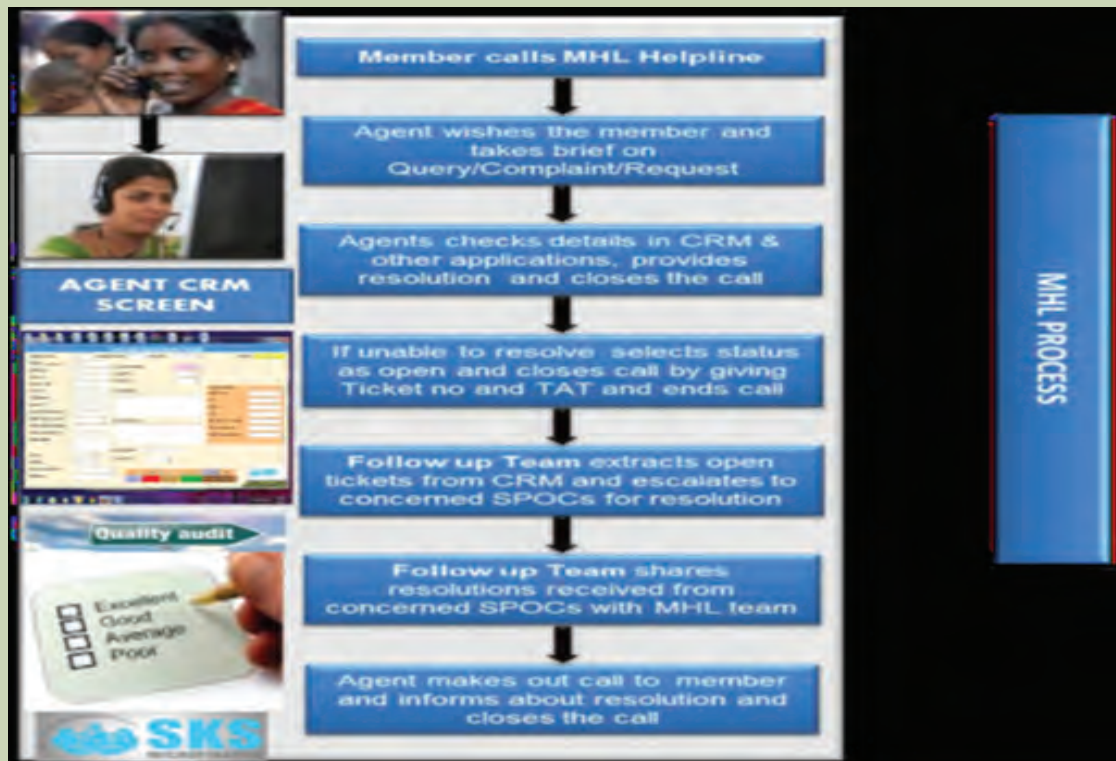 Member calls MHL Helpline
Agent wishes the member and
takes brief on
Query/Complaint/Request
Agents checks details in CRM &
other applications, provides
resolution and closes the call
If unable to resolve selects status
as open and closes call by giving
Ticket no and TAT and ends call
Follow up Team extracts open
tickets from CRM and escalates to
concerned SPOCs for resolution
Follow up Team shares
resolutions received from
concerned SPOCs with MHL team
Agent makes out call to member
and informs about resolution and
closes the call
AGENT CRM
SCREEN
Quality audit
Excellent
Good
Average
Poor
SKS
MHL PROCESS